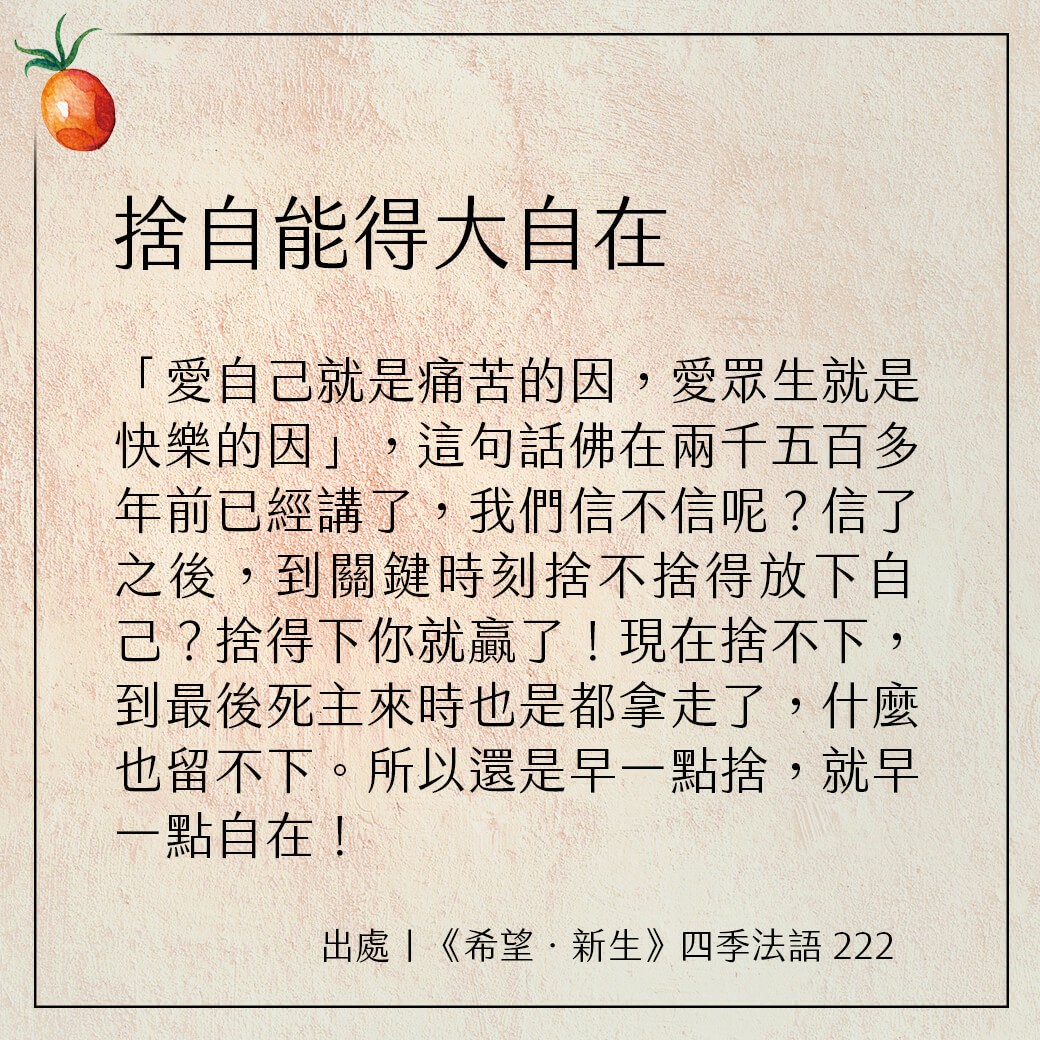 捨自能得大自在
「愛自己就是痛苦的因，愛眾生就是
快樂的因」，這句話佛在兩千五百多
年前已經講了，我們信不信呢？信了
之後，到關鍵時刻捨不捨得放下自
己？捨得下你就贏了！現在捨不下，
到最後死主來時也是都拿走了，什麼
也留不下。所以還是早一點捨，就早
一點自在！
出處｜《希望．新生》四季法語 222